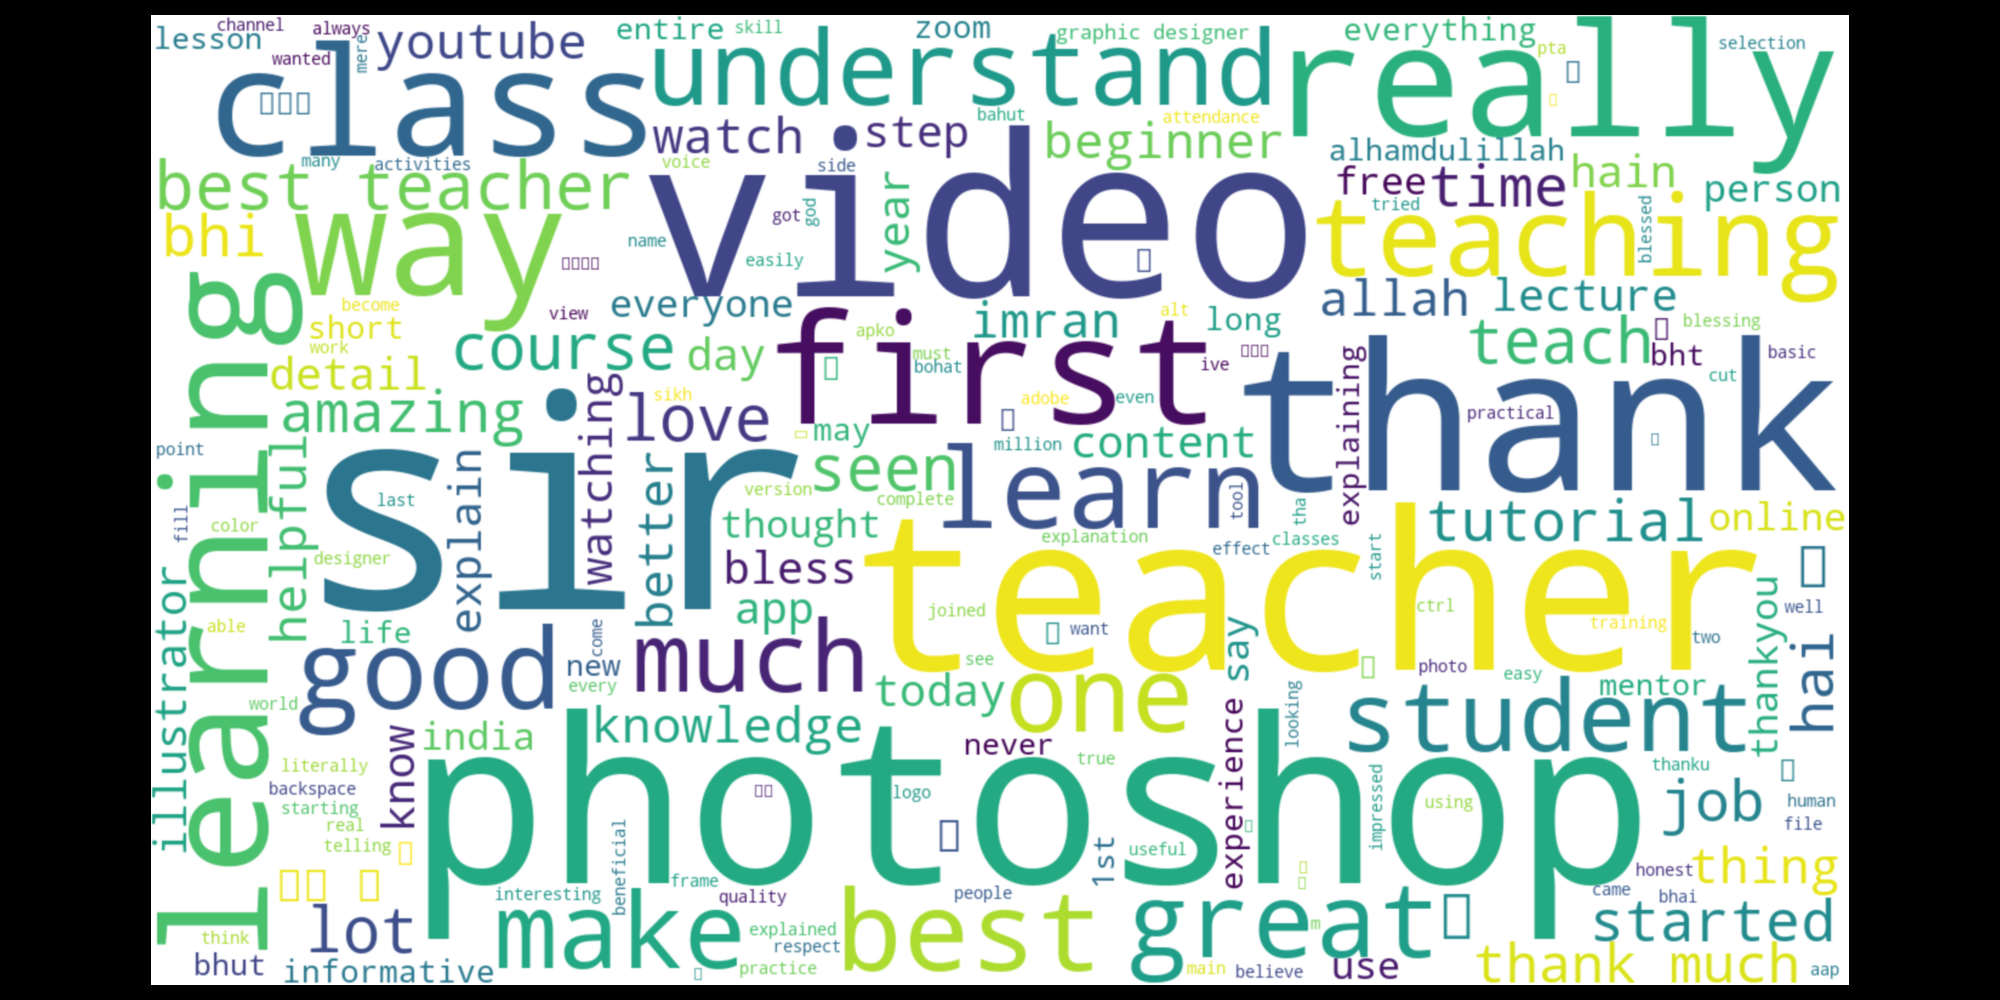 lesson
channel
always
wanted
mere
youtube
entire
skill
zoom
graphic designer
everything
pta
selection
class
understand
really
many
activities
watch
voice
step
side
bahut
beginner
attendance
alhamdulillah
hain
free
time
tried
person
best teacher
bhi
way
video
name
got
god
easily
year
teaching
blessed
learning
become
short
work
view
everyone
course
day
first
apko
imran
must
bohat
alt
long
ive
allah
lecture
teach
bht
blessing
basic
cut
thank
detail
amazing
watching
love
sikh
may
adobe
even
million
content
explaining
practical
point
helpful
sir
last
explain
better
version
seen
complete
learn
tool
tha
fill
color
designer
thought
explanation
effect
classes
start
tutorial
online
bless
teacher
illustrator
able
life
app
joined
ctrl
training
well
two
good
come
new
every
much
want
see
say
photo
easy
mentor
thankyou
hai
world
today
one
looking
student
know
india
knowledge
never
true
experience
impressed
thanku
literally
backspace
starting
real
telling
photoshop
logo
using
1st
useful
job
human
file
beneficial
frame
interesting
quality
people
honest
thing
came
bhai
think
lot
make
explained
respect
best
great
m
started
bhut
informative
practice
main
believe
use
thank much
aap